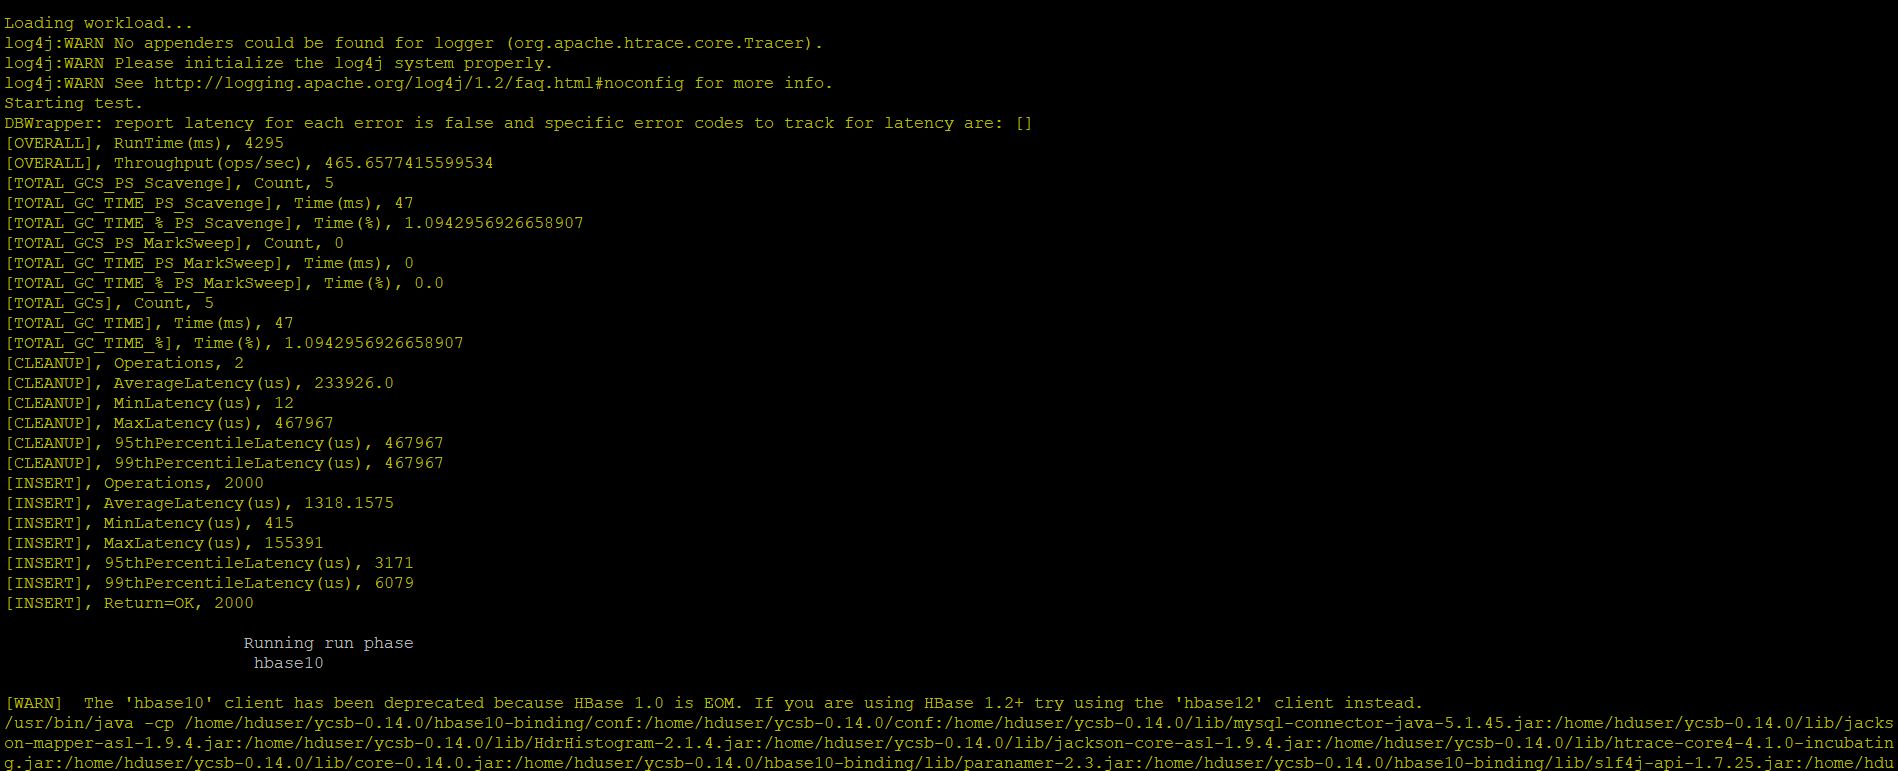 Loading workload...
log4j:WARN No appenders could be found for logger (org.apache.htrace.core.Tracer).
log4j:WARN Please initialize the log4j system properly.
log4j:WARN See http://logging.apache.org/log4j/1.2/faq.html#noconfig for more info.
Starting test.
DBWrapper: report latency for each error is false and specific error codes to track for latency are: []
[OVERALL], RunTime(ms), 4295
[OVERALL], Throughput(ops/sec), 465.6577415599534
[TOTAL_GCS_PS_Scavenge], Count, 5
[TOTAL_GC_TIME_PS_Scavenge], Time(ms), 47
[TOTAL_GC_TIME_%_PS_Scavenge], Time(%), 1.0942956926658907
[TOTAL_GCS_PS_MarkSweep], Count, 0
[TOTAL_GC_TIME_PS_MarkSweep], Time(ms), 0
[TOTAL_GC_TIME_%_PS_MarkSweep], Time(%), 0.0
[TOTAL_GCs], Count, 5
[TOTAL_GC_TIME], Time(ms), 47
[TOTAL_GC_TIME_%], Time(%), 1.0942956926658907
[CLEANUP], Operations, 2
[CLEANUP], AverageLatency(us), 233926.0
[CLEANUP], MinLatency(us), 12
[CLEANUP], MaxLatency(us), 467967
[CLEANUP], 95thPercentileLatency(us), 467967
[CLEANUP], 99thPercentileLatency(us), 467967
[INSERT], Operations, 2000
[INSERT], AverageLatency(us), 1318.1575
[INSERT], MinLatency(us), 415
[INSERT], MaxLatency(us), 155391
[INSERT], 95thPercentileLatency(us), 3171
[INSERT], 99thPercentileLatency(us), 6079
[INSERT], Return=OK, 2000
Running run phase
hbase10
[WARN]  The 'hbase10' client has been deprecated because HBase 1.0 is EOM. If you are using HBase 1.2+ try using the 'hbase12' client instead.
/usr/bin/java -cp /home/hduser/ycsb-0.14.0/hbase10-binding/conf:/home/hduser/ycsb-0.14.0/conf:/home/hduser/ycsb-0.14.0/lib/mysql-connector-java-5.1.45.jar:/home/hduser/ycsb-0.14.0/lib/jacks
on-mapper-asl-1.9.4.jar:/home/hduser/ycsb-0.14.0/lib/HdrHistogram-2.1.4.jar:/home/hduser/ycsb-0.14.0/lib/jackson-core-asl-1.9.4.jar:/home/hduser/ycsb-0.14.0/lib/htrace-core4-4.1.0-incubatin
g.jar:/home/hduser/ycsb-0.14.0/lib/core-0.14.0.jar:/home/hduser/ycsb-0.14.0/hbase10-binding/lib/paranamer-2.3.jar:/home/hduser/ycsb-0.14.0/hbase10-binding/lib/slf4j-api-1.7.25.jar:/home/hdu